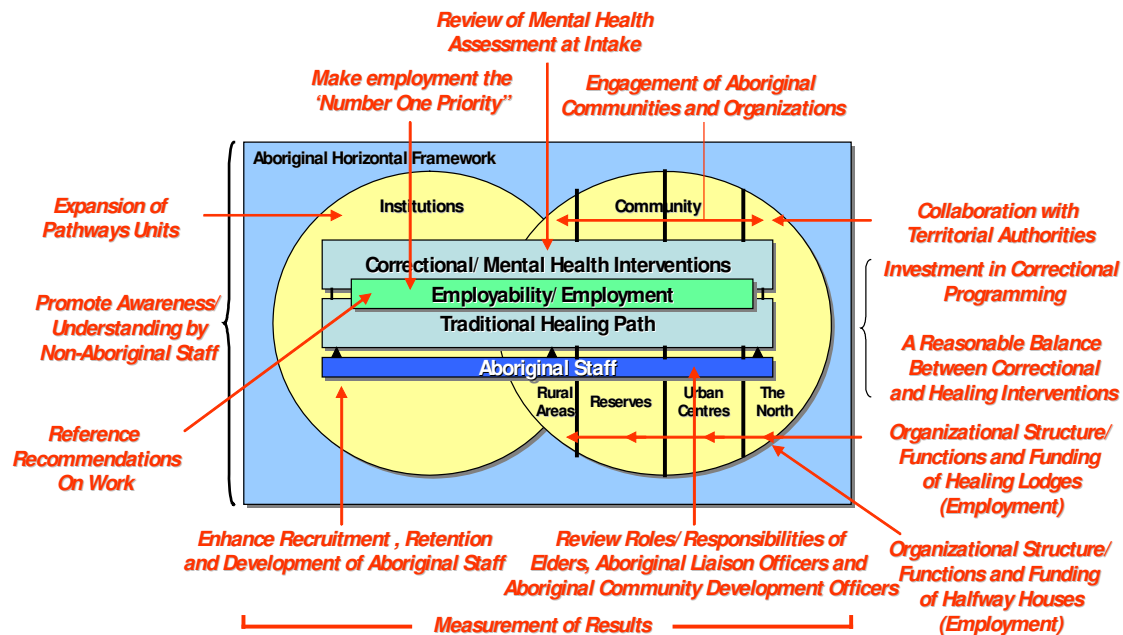 Review of Mental Health
Assessment at Intake
Make employment the
‘Number One Priority”
Engagement of Aboriginal
Communities and Organizations
Aboriginal Horizontal Framework
Expansion of
Pathways Units
Institutions
Community
Collaboration with
Territorial Authorities
Correctional/ Mental Health Interventions
Employability/ Employment
Traditional Healing Path
Aboriginal Staff
Investment in Correctional
Programming
Promote Awareness/
Understanding by
Non-Aboriginal Staff
A Reasonable Balance
Between Correctional
and Healing Interventions
Rural
Areas
Reserves
Urban
Centres
The
North
Reference
Recommendations
On Work
Organizational Structure/
Functions and Funding
of Healing Lodges
(Employment)
Enhance Recruitment , Retention
and Development of Aboriginal Staff
Review Roles/ Responsibilities of
Elders, Aboriginal Liaison Officers and
Aboriginal Community Development Officers
Organizational Structure/
Functions and Funding
of Halfway Houses
(Employment)
Measurement of Results